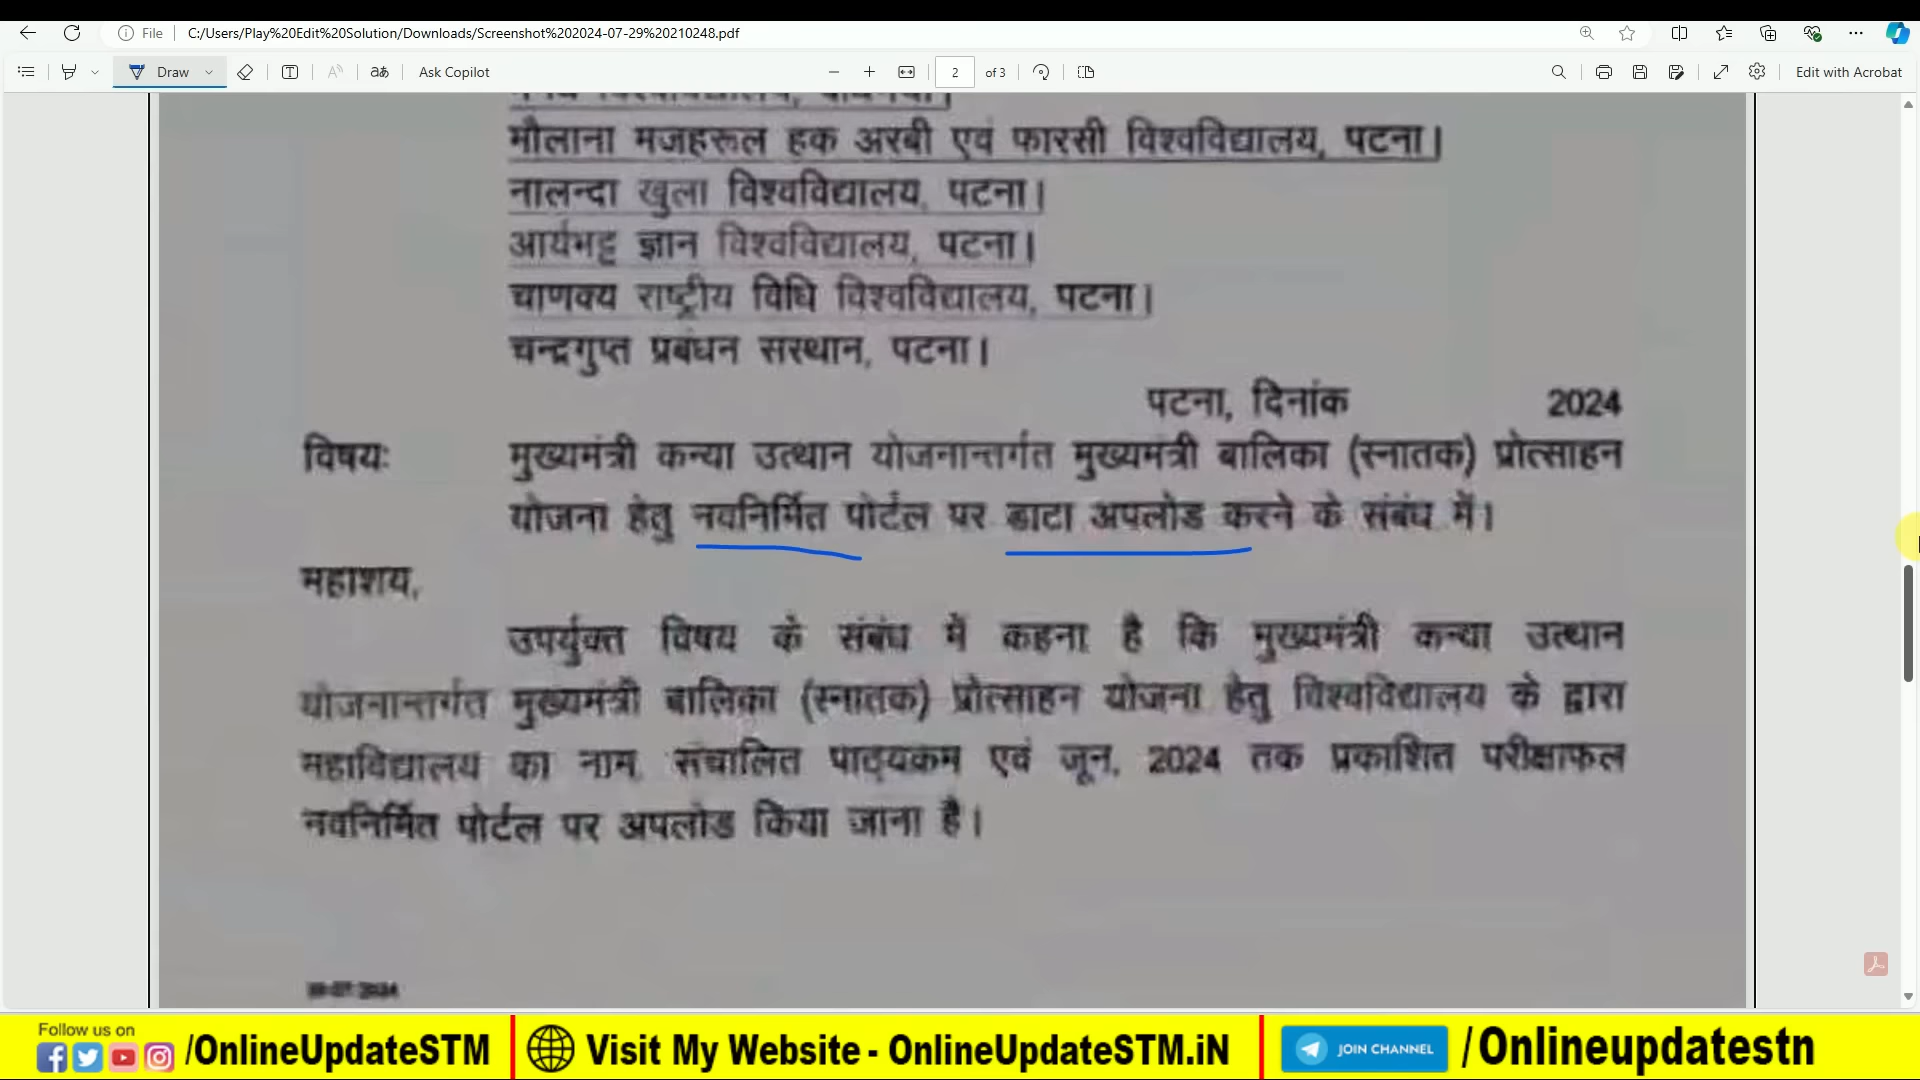 File
C:/Users/Play%20Edit%20Solution/Downloads/Screenshot%202024-07-29%20210248.pdf
Draw
Ask Copilot
2
of 3
Edit with Acrobat
मौलाना मजहरूल हक अरबी एवं फारसी विश्वविद्यालय, पटना।
नालन्दा खुला विश्वविद्यालय, पटना।
आर्यभट्ट ज्ञान विश्वविद्यालय, पटना।
चाणक्य राष्ट्रीय विधि विश्वविद्यालय, पटना।
चन्द्रगुप्त प्रबंधन संस्थान, पटना।
पटना, दिनांक 2024
विषयः मुख्यमंत्री कन्या उत्थान योजनान्तर्गत मुख्यमंत्री बालिका (स्नातक) प्रोत्साहन
योजना हेतु नवनिर्मित पोर्टल पर डाटा अपलोड करने के संबंध में।
महाशय,
उपर्युक्त विषय के संबंध में कहना है कि मुख्यमंत्री कन्या उत्थान
योजनान्तर्गत मुख्यमंत्री बालिका (स्नातक) प्रोत्साहन योजना हेतु विश्वविद्यालय के द्वारा
महाविद्यालय का नाम, संचालित पाठ्यक्रम एवं जून, 2024 तक प्रकाशित परीक्षाफल
नवनिर्मित पोर्टल पर अपलोड किया जाना है।
Follow us on
/OnlineUpdateSTM
Visit My Website - OnlineUpdateSTM.iN
JOIN CHANNEL
/Onlineupdatestn